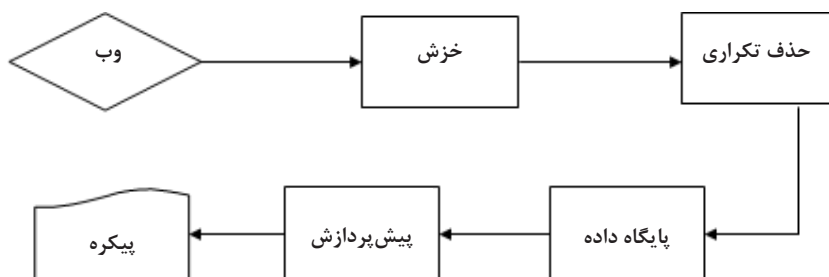 وب
خزش
حذف تکراری
پایگاه داده
پیش‌پردازش
پیکره